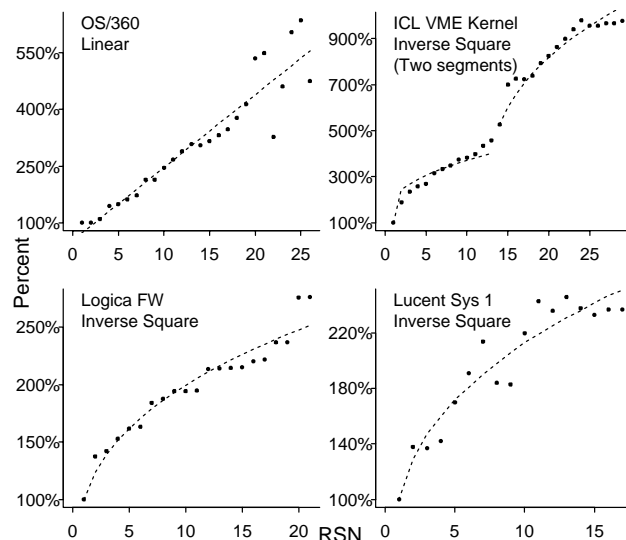 OS/360
Linear
550%
400%
250%
100%
0 5 10 15 20 25
ICL VME Kernel
Inverse Square
(Two segments)
900%
700%
500%
300%
100%
0 5 10 15 20 25
Percent
Logica FW
Inverse Square
250%
200%
150%
100%
0 5 10 15 20
Lucent Sys 1
Inverse Square
220%
180%
140%
100%
0 5 10 15
RSN